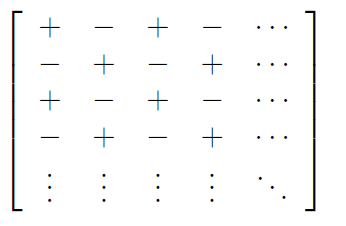 + − + − ⋯
− + − + ⋯
+ − + − ⋯
− + − + ⋯
⋮ ⋮ ⋮ ⋮ ⋱